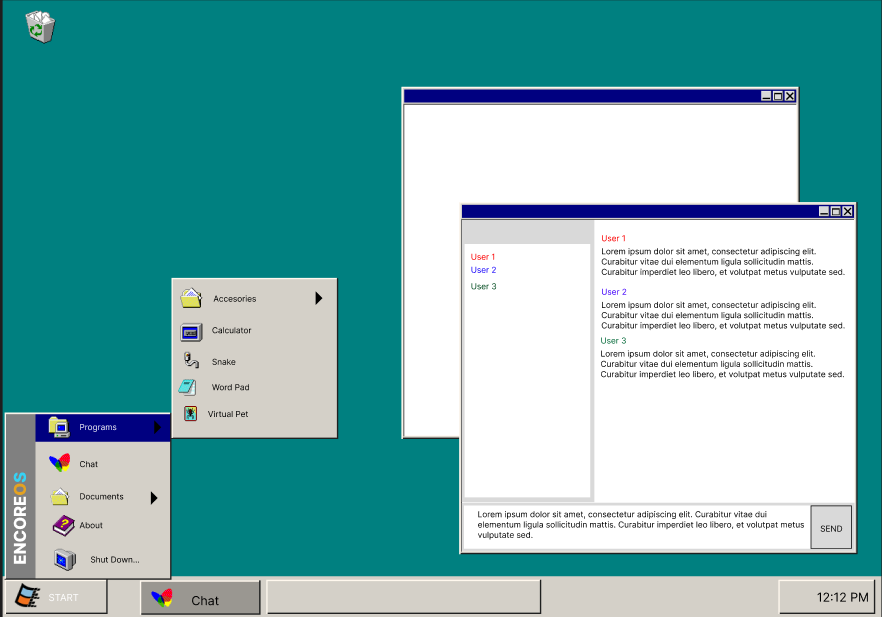 User 1
User 2
User 3
User 1
Lorem ipsum dolor sit amet, consectetur adipiscing elit.
Curabitur vitae dui elementum ligula sollicitudin mattis.
Curabitur imperdiet leo libero, et volutpat metus vulputate sed.
User 2
Lorem ipsum dolor sit amet, consectetur adipiscing elit.
Curabitur vitae dui elementum ligula sollicitudin mattis.
Curabitur imperdiet leo libero, et volutpat metus vulputate sed.
User 3
Lorem ipsum dolor sit amet, consectetur adipiscing elit.
Curabitur vitae dui elementum ligula sollicitudin mattis.
Curabitur imperdiet leo libero, et volutpat metus vulputate sed.
Lorem ipsum dolor sit amet, consectetur adipiscing elit. Curabitur vitae dui
elementum ligula sollicitudin mattis. Curabitur imperdiet leo libero, et volutpat metus
vulputate sed.
SEND
Accesories
Calculator
Snake
Word Pad
Virtual Pet
ENCOREOS
Programs
Chat
Documents
About
Shut Down...
START
Chat
12:12 PM